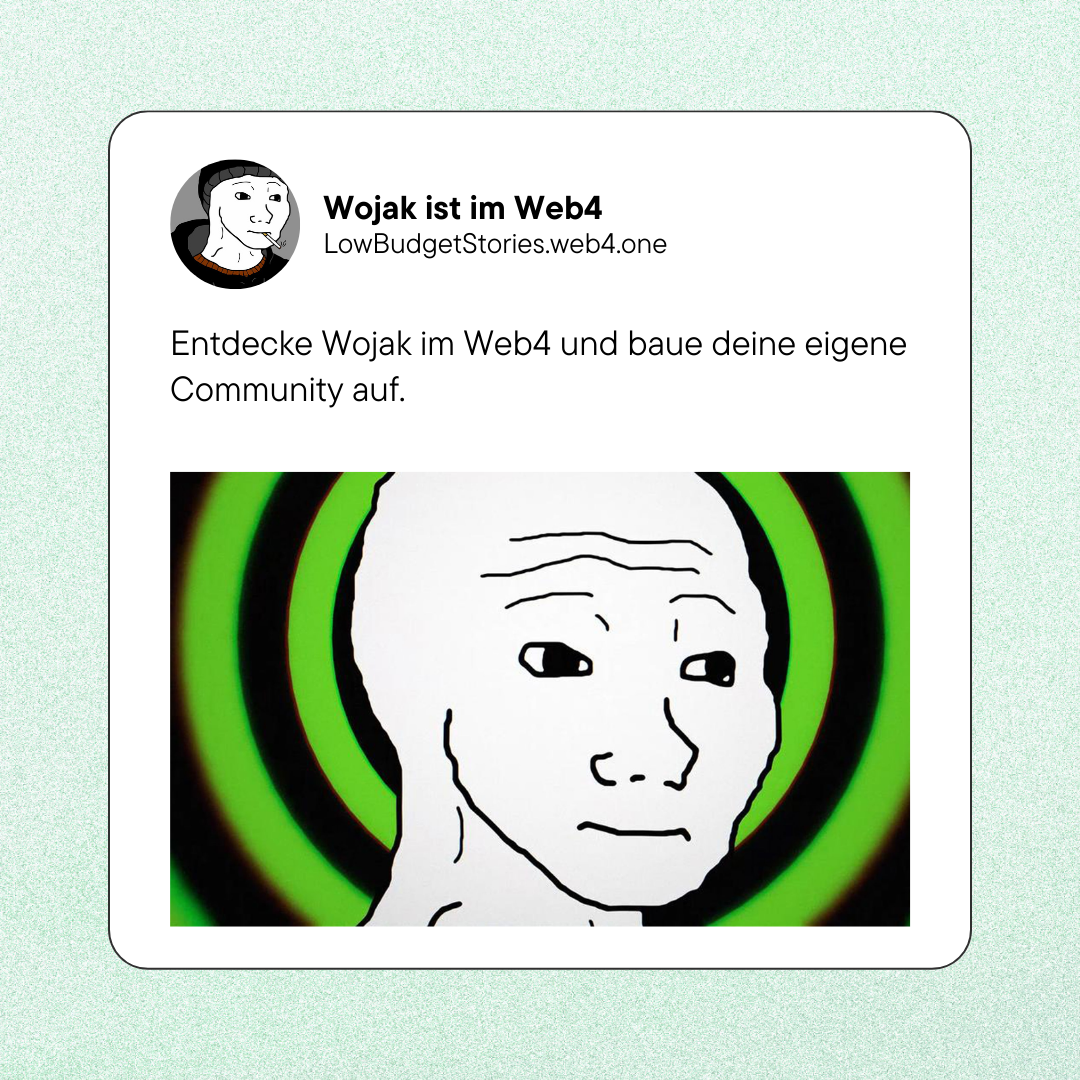 Wojak ist im Web4
LowBudgetStories.web4.one
Entdecke Wojak im Web4 und baue deine eigene
Community auf.